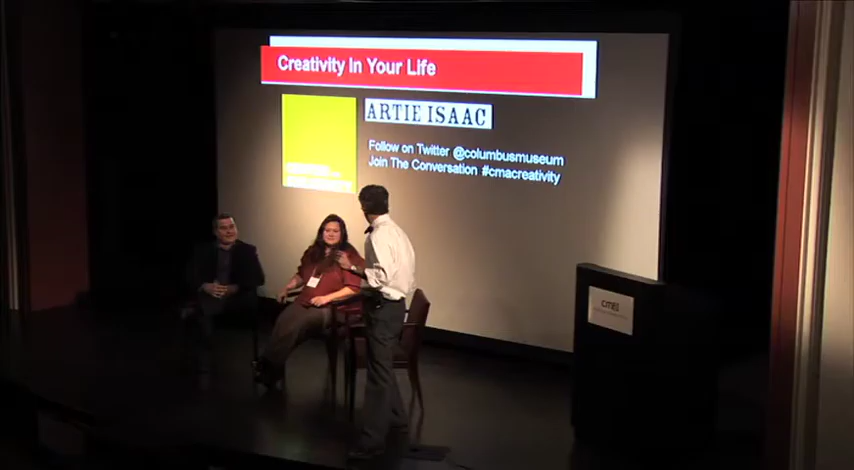 Creativity In Your Life
ARTIE ISAAC
Follow on Twitter @columbusmuseum
Join The Conversation #cmacreativity